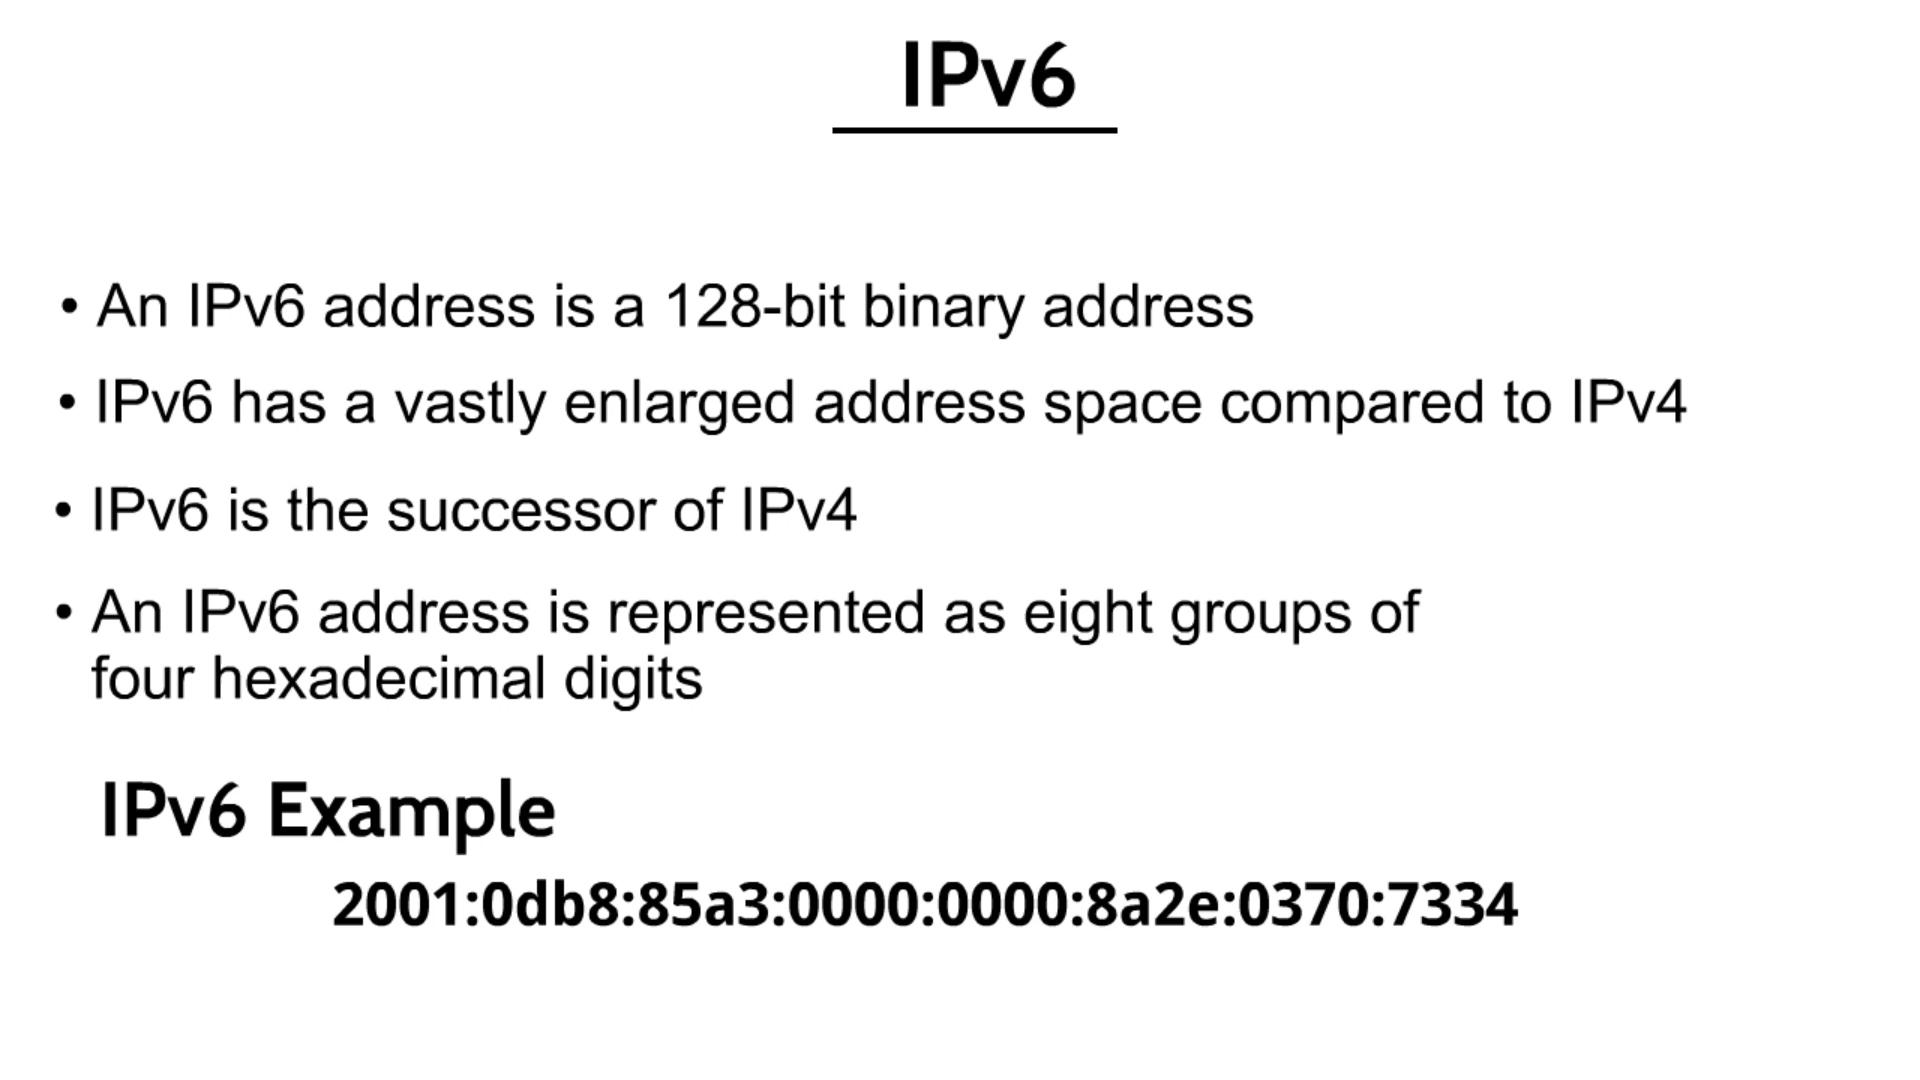 IPv6
• An IPv6 address is a 128-bit binary address
• IPv6 has a vastly enlarged address space compared to IPv4
• IPv6 is the successor of IPv4
• An IPv6 address is represented as eight groups of
four hexadecimal digits
IPv6 Example
2001:0db8:85a3:0000:0000:8a2e:0370:7334